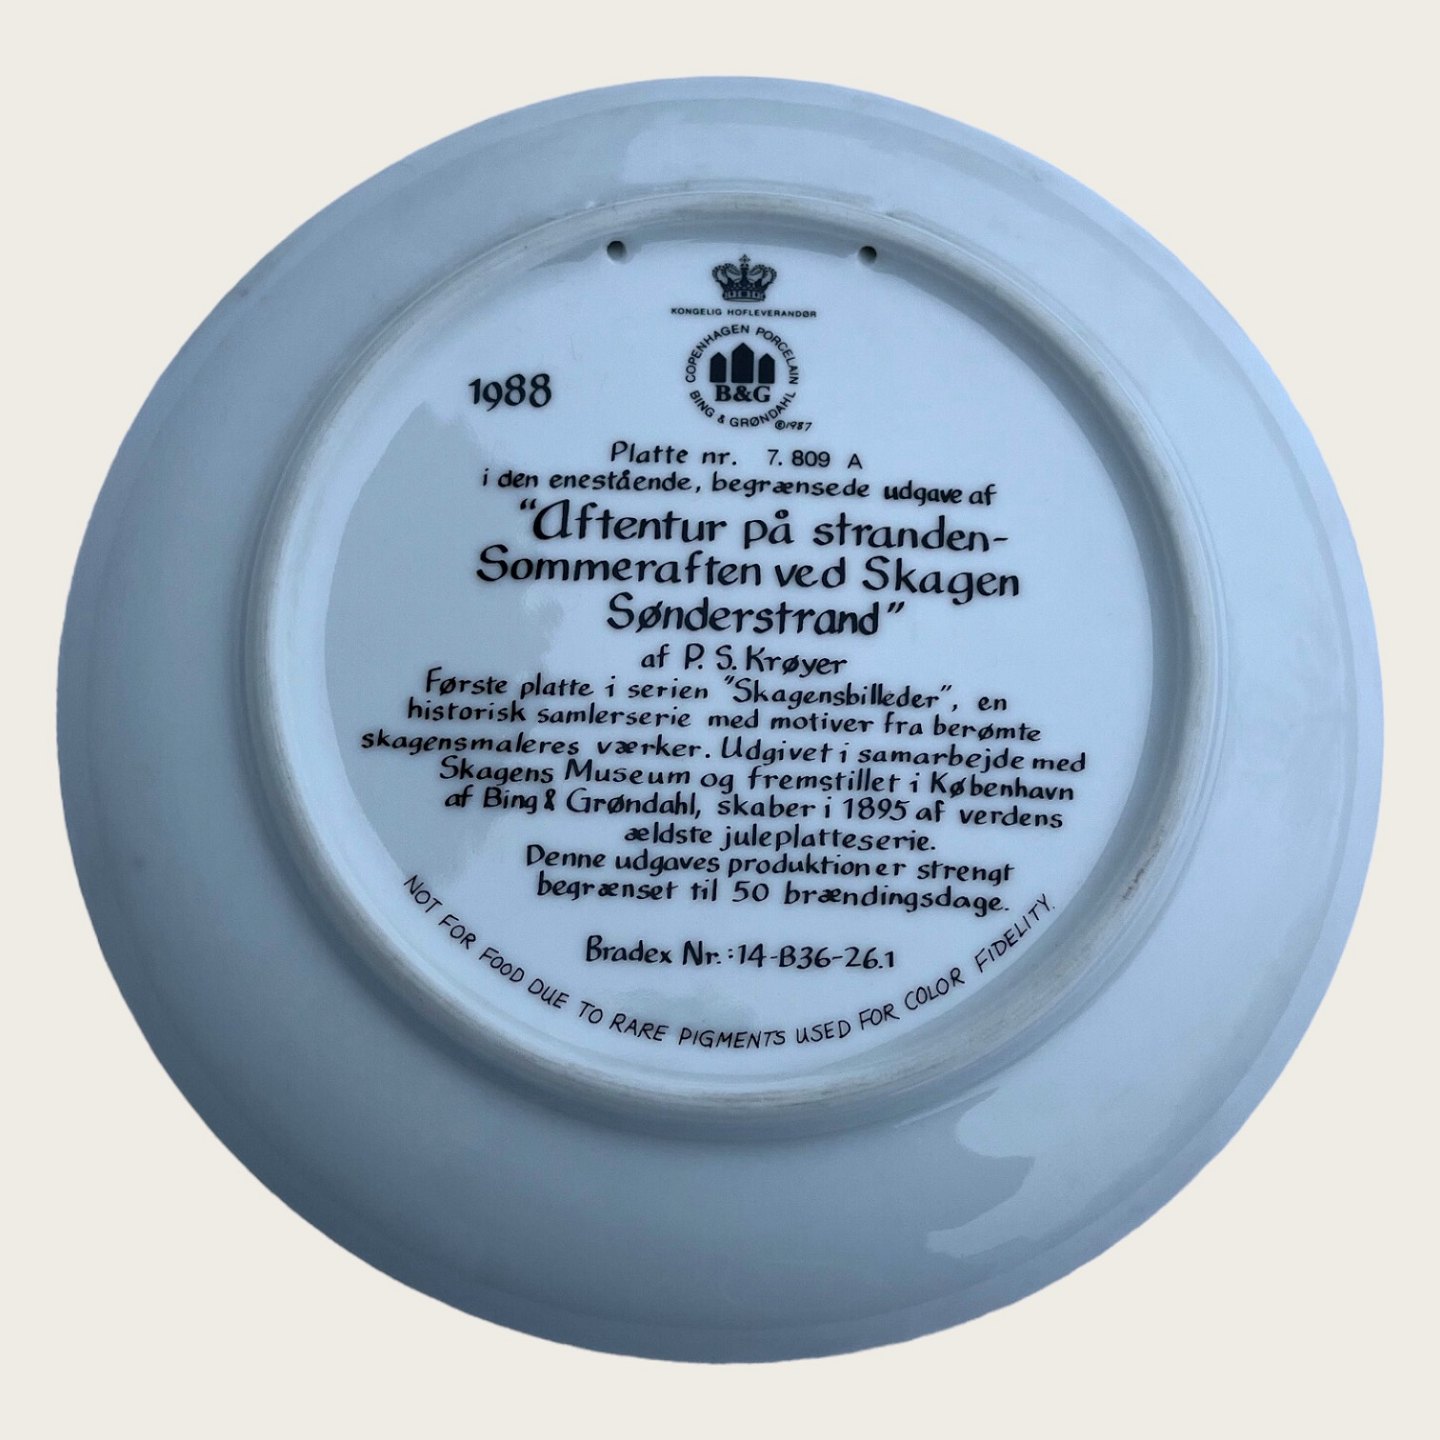 KONGELIG HOFLEVERANDØR
COPENHAGEN PORCELAIN
B&G
BING & GRØNDAHL ©1987
1988
Platte nr. 7. 809 A
i den enestående, begrænsede udgave af
"Aftentur på stranden-
Sommeraften ved Skagen
Sønderstrand"
af P. S. Krøyer
Første platte i serien "Skagensbilleder", en
historisk samlerserie med motiver fra berømte
skagensmaleres værker. Udgivet i samarbejde med
Skagens Museum og fremstillet i København
af Bing & Grøndahl, skaber i 1895 af verdens
ældste juleplatteserie.
Denne udgaves produktion er strengt
begrænset til 50 brændingsdage.
Bradex Nr.: 14-B36-26.1
NOT FOR FOOD DUE TO RARE PIGMENTS USED FOR COLOR FIDELITY.